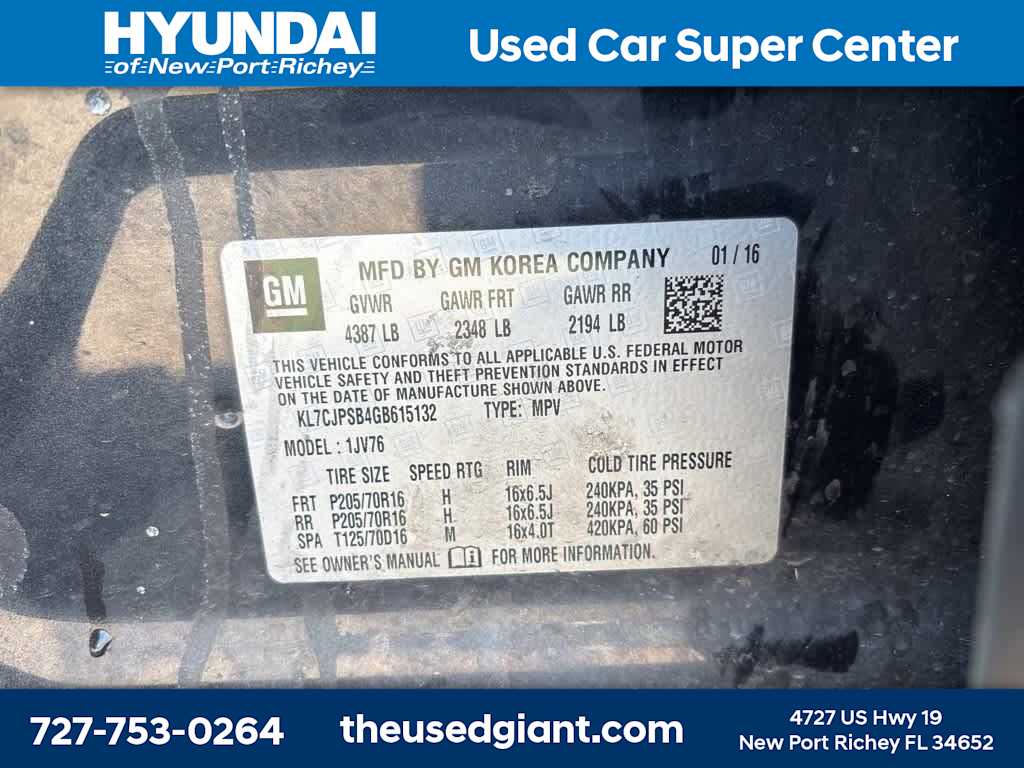 HYUNDAI
of New Port Richey
Used Car Super Center
GM
MFD BY GM KOREA COMPANY 01 / 16
GVWR GAWR FRT GAWR RR
4387 LB 2348 LB 2194 LB
THIS VEHICLE CONFORMS TO ALL APPLICABLE U.S. FEDERAL MOTOR
VEHICLE SAFETY AND THEFT PREVENTION STANDARDS IN EFFECT
ON THE DATE OF MANUFACTURE SHOWN ABOVE.
KL7CJPSB4GB615132 TYPE: MPV
MODEL : 1JV76
TIRE SIZE SPEED RTG RIM COLD TIRE PRESSURE
FRT P205/70R16 H 16x6.5J 240KPA, 35 PSI
RR P205/70R16 H 16x6.5J 240KPA, 35 PSI
SPA T125/70D16 M 16x4.0T 420KPA, 60 PSI
SEE OWNER'S MANUAL FOR MORE INFORMATION.
727-753-0264
theusedgiant.com
4727 US Hwy 19
New Port Richey FL 34652